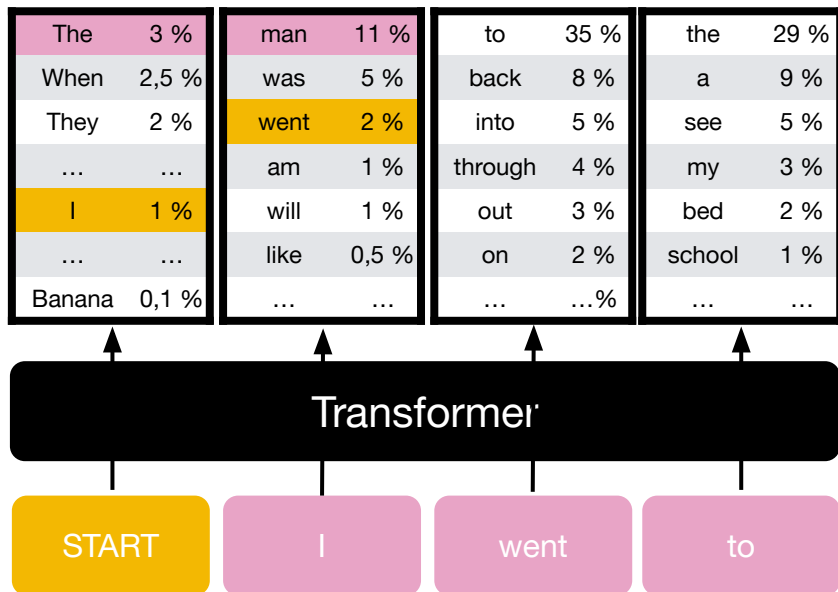 The 3 % man 11 % to 35 % the 29 %
When 2,5 % was 5 % back 8 % a 9 %
They 2 % went 2 % into 5 % see 5 %
... ... am 1 % through 4 % my 3 %
I 1 % will 1 % out 3 % bed 2 %
... ... like 0,5 % on 2 % school 1 %
Banana 0,1 % ... ... ... ...% ... ...
Transformer
START I went to